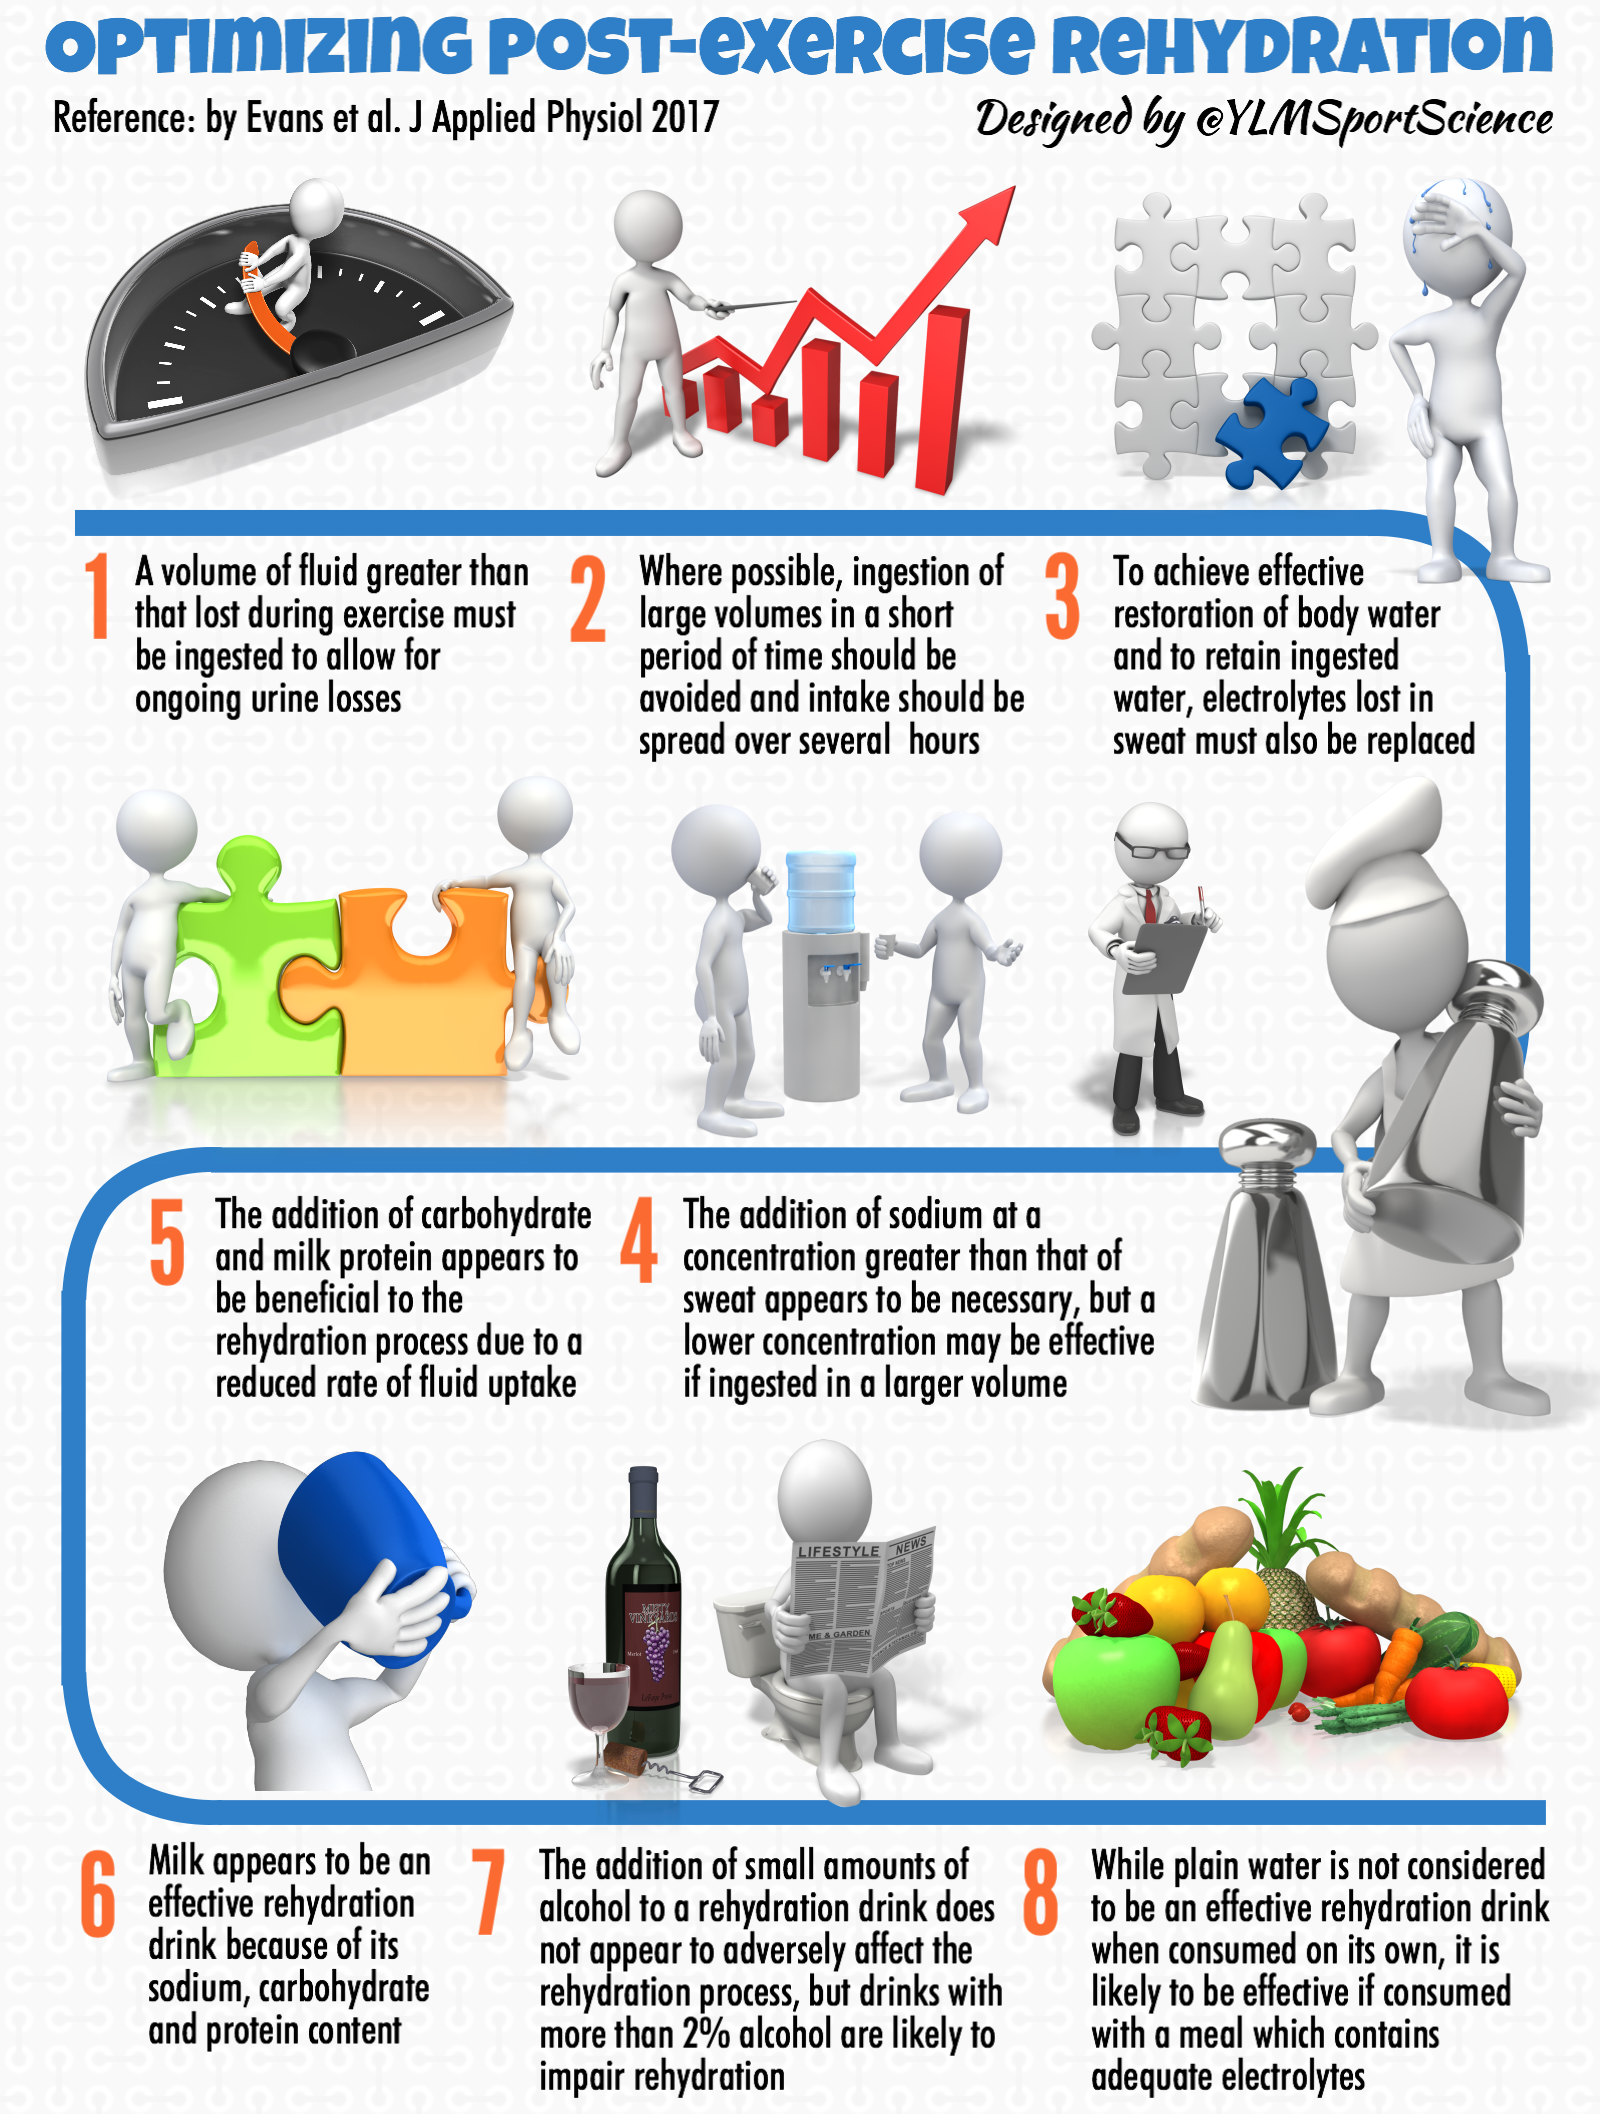 OPTIMIZING POST-EXERCISE REHYDRATION
Reference: by Evans et al. J Applied Physiol 2017
Designed by @YLMSportScience
1
A volume of fluid greater than
that lost during exercise must
be ingested to allow for
ongoing urine losses
2
Where possible, ingestion of
large volumes in a short
period of time should be
avoided and intake should be
spread over several hours
3
To achieve effective
restoration of body water
and to retain ingested
water, electrolytes lost in
sweat must also be replaced
5
The addition of carbohydrate
and milk protein appears to
be beneficial to the
rehydration process due to a
reduced rate of fluid uptake
4
The addition of sodium at a
concentration greater than that of
sweat appears to be necessary, but a
lower concentration may be effective
if ingested in a larger volume
MISTY
VINEYARDS
Merlot
LIFESTYLE
NEWS
ME & GARDEN
6
Milk appears to be an
effective rehydration
drink because of its
sodium, carbohydrate
and protein content
7
The addition of small amounts of
alcohol to a rehydration drink does
not appear to adversely affect the
rehydration process, but drinks with
more than 2% alcohol are likely to
impair rehydration
8
While plain water is not considered
to be an effective rehydration drink
when consumed on its own, it is
likely to be effective if consumed
with a meal which contains
adequate electrolytes